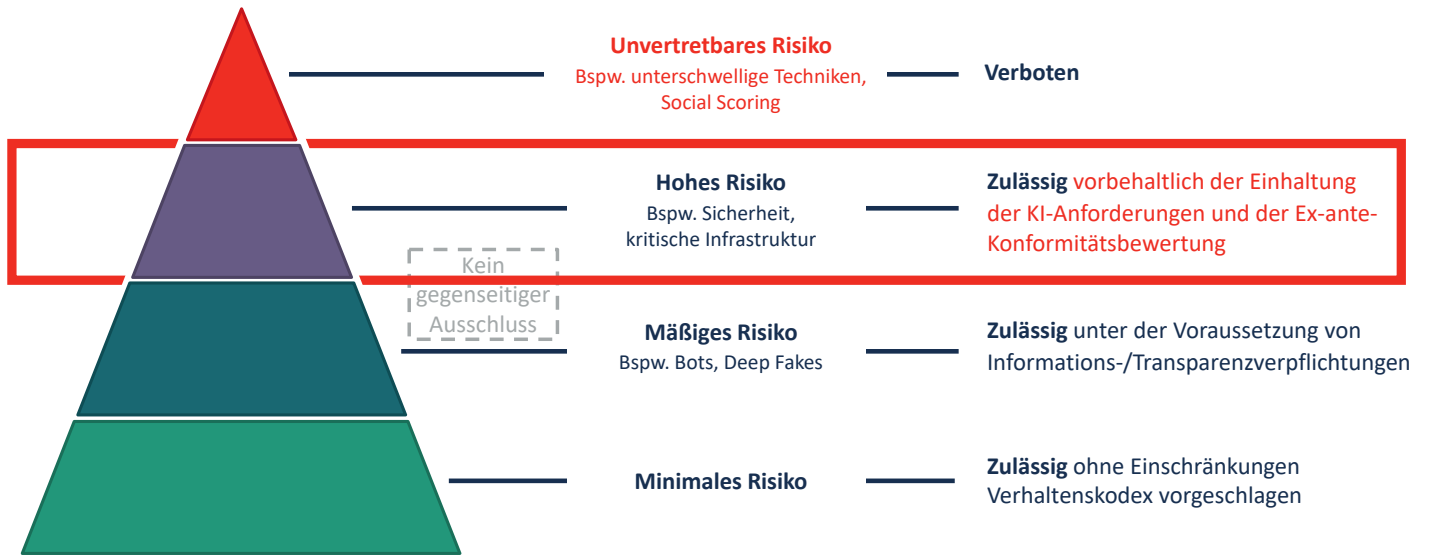 Unvertretbares Risiko
Bspw. unterschwellige Techniken,
Social Scoring
Verboten
Hohes Risiko
Bspw. Sicherheit,
kritische Infrastruktur
Zulässig vorbehaltlich der Einhaltung
der KI-Anforderungen und der Ex-ante-
Konformitätsbewertung
Kein
gegenseitiger
Ausschluss
Mäßiges Risiko
Bspw. Bots, Deep Fakes
Zulässig unter der Voraussetzung von
Informations-/Transparenzverpflichtungen
Minimales Risiko
Zulässig ohne Einschränkungen
Verhaltenskodex vorgeschlagen